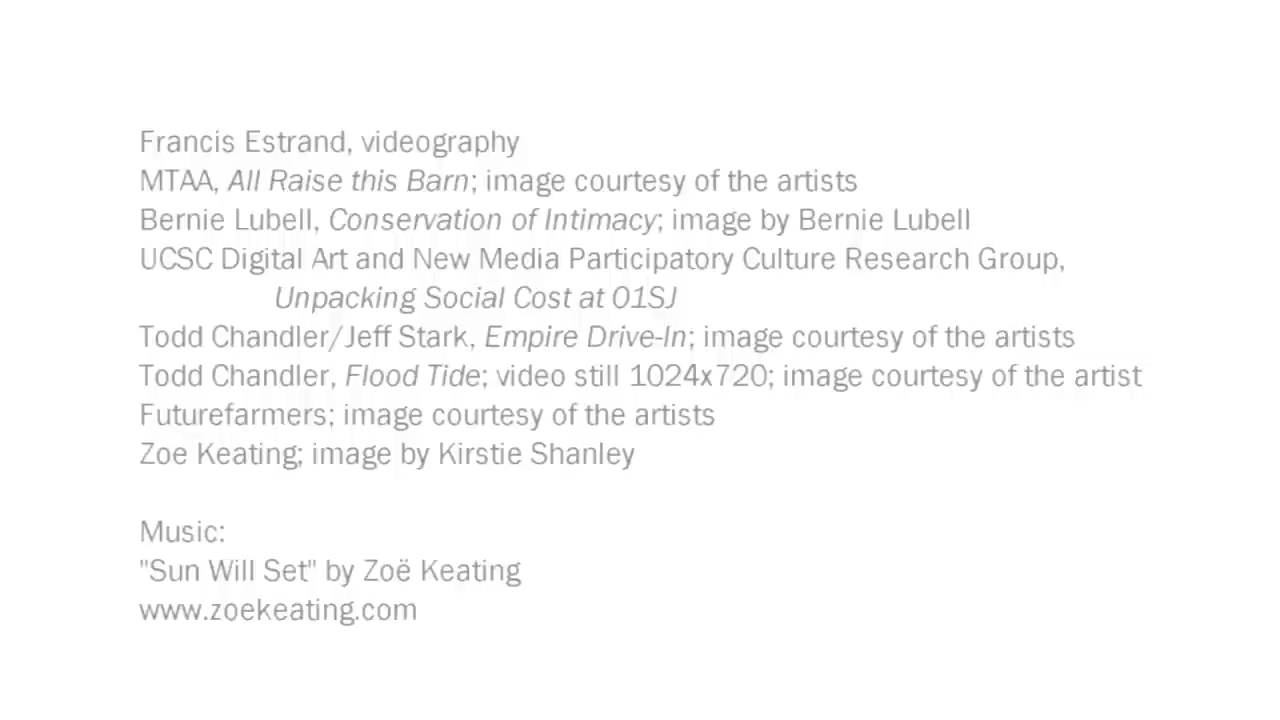 Francis Estrand, videography
MTAA, All Raise this Barn; image courtesy of the artists
Bernie Lubell, Conservation of Intimacy; image by Bernie Lubell
UCSC Digital Art and New Media Participatory Culture Research Group,
Unpacking Social Cost at 01SJ
Todd Chandler/Jeff Stark, Empire Drive-In; image courtesy of the artists
Todd Chandler, Flood Tide; video still 1024x720; image courtesy of the artist
Futurefarmers; image courtesy of the artists
Zoe Keating; image by Kirstie Shanley
Music:
"Sun Will Set" by Zoë Keating
www.zoekeating.com